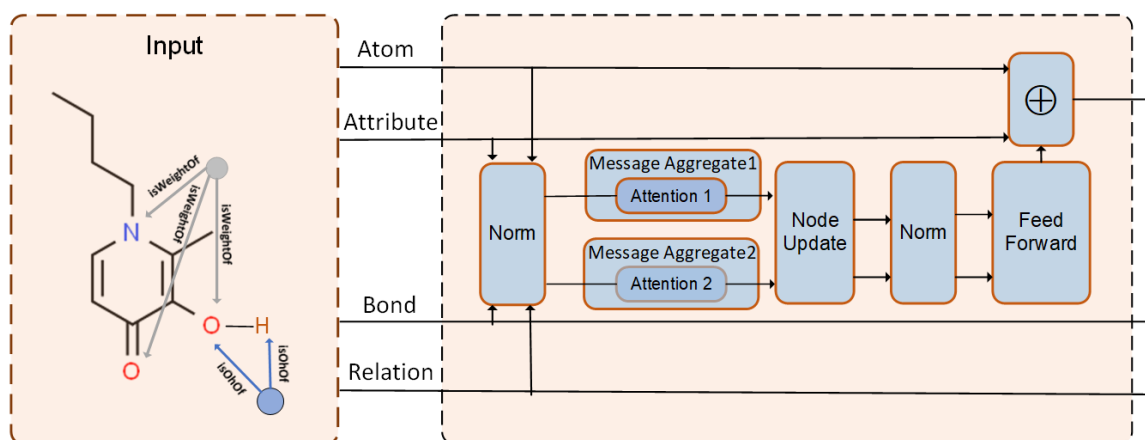 Input
isWeightOf
isWeightOf
isWeightOf
N
O
H
O
isOhOf
isOhOf
Atom
Attribute
Bond
Relation
Norm
Message Aggregate1
Attention 1
Message Aggregate2
Attention 2
Node
Update
Norm
Feed
Forward
⊕